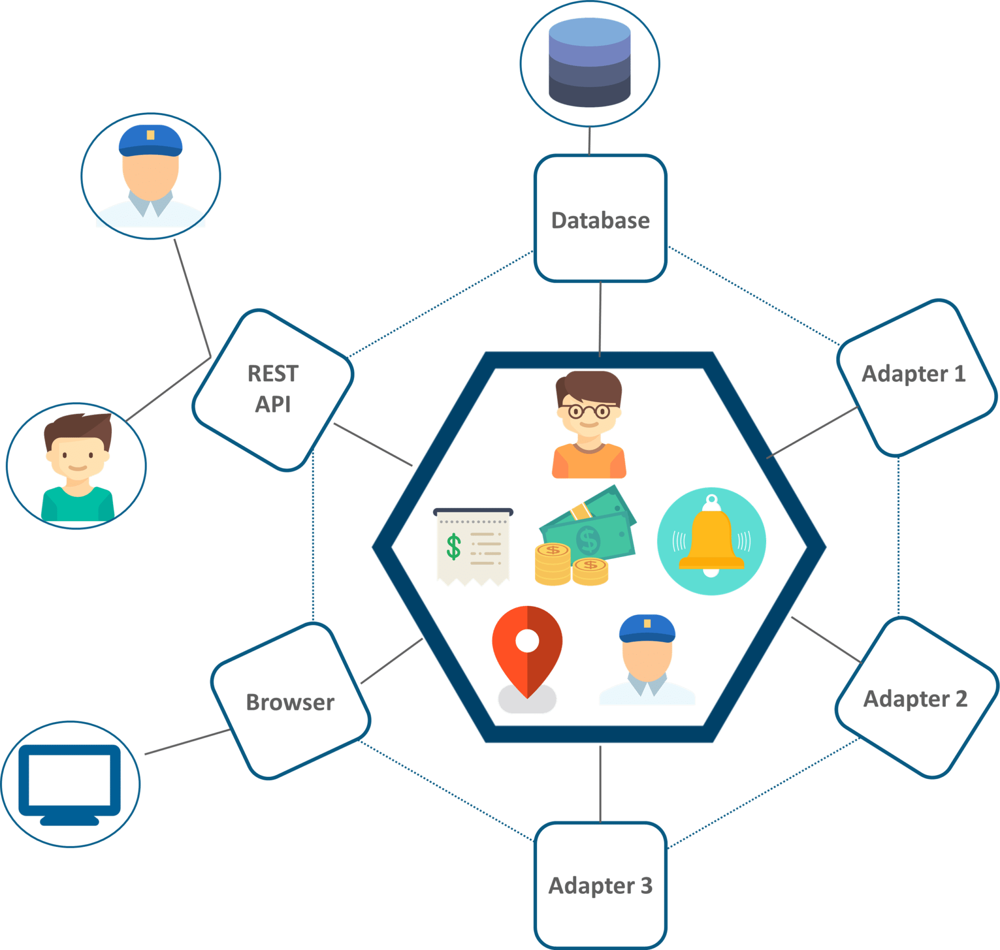 Database
REST
API
Adapter 1
Browser
Adapter 2
Adapter 3